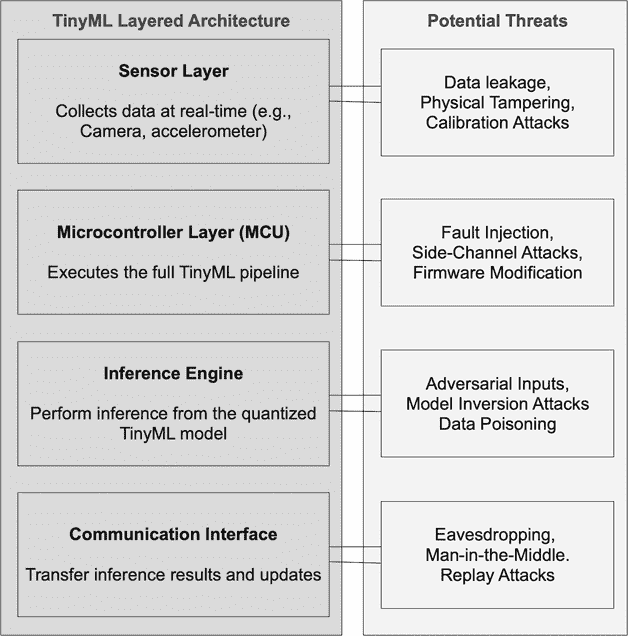 TinyML Layered Architecture
Potential Threats
Sensor Layer
Collects data at real-time (e.g.,
Camera, accelerometer)
Data leakage,
Physical Tampering,
Calibration Attacks
Microcontroller Layer (MCU)
Executes the full TinyML pipeline
Fault Injection,
Side-Channel Attacks,
Firmware Modification
Inference Engine
Perform inference from the quantized
TinyML model
Adversarial Inputs,
Model Inversion Attacks
Data Poisoning
Communication Interface
Transfer inference results and updates
Eavesdropping,
Man-in-the-Middle.
Replay Attacks